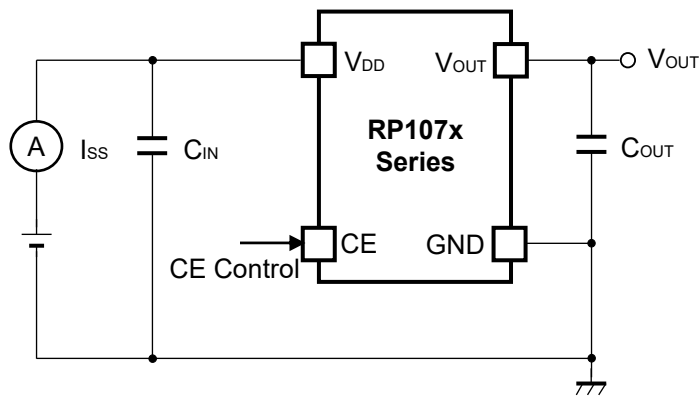 VDD
VOUT
VOUT
RP107x
Series
A
ISS
CIN
COUT
CE
GND
CE Control